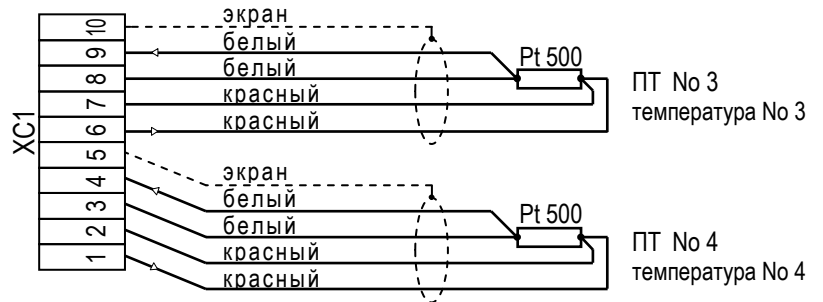 экран
10
белый
9
Pt 500
белый
8
ПТ No 3
красный
7
температура No 3
красный
6
XC1
5
экран
4
белый
3
Pt 500
белый
2
ПТ No 4
красный
1
температура No 4
красный